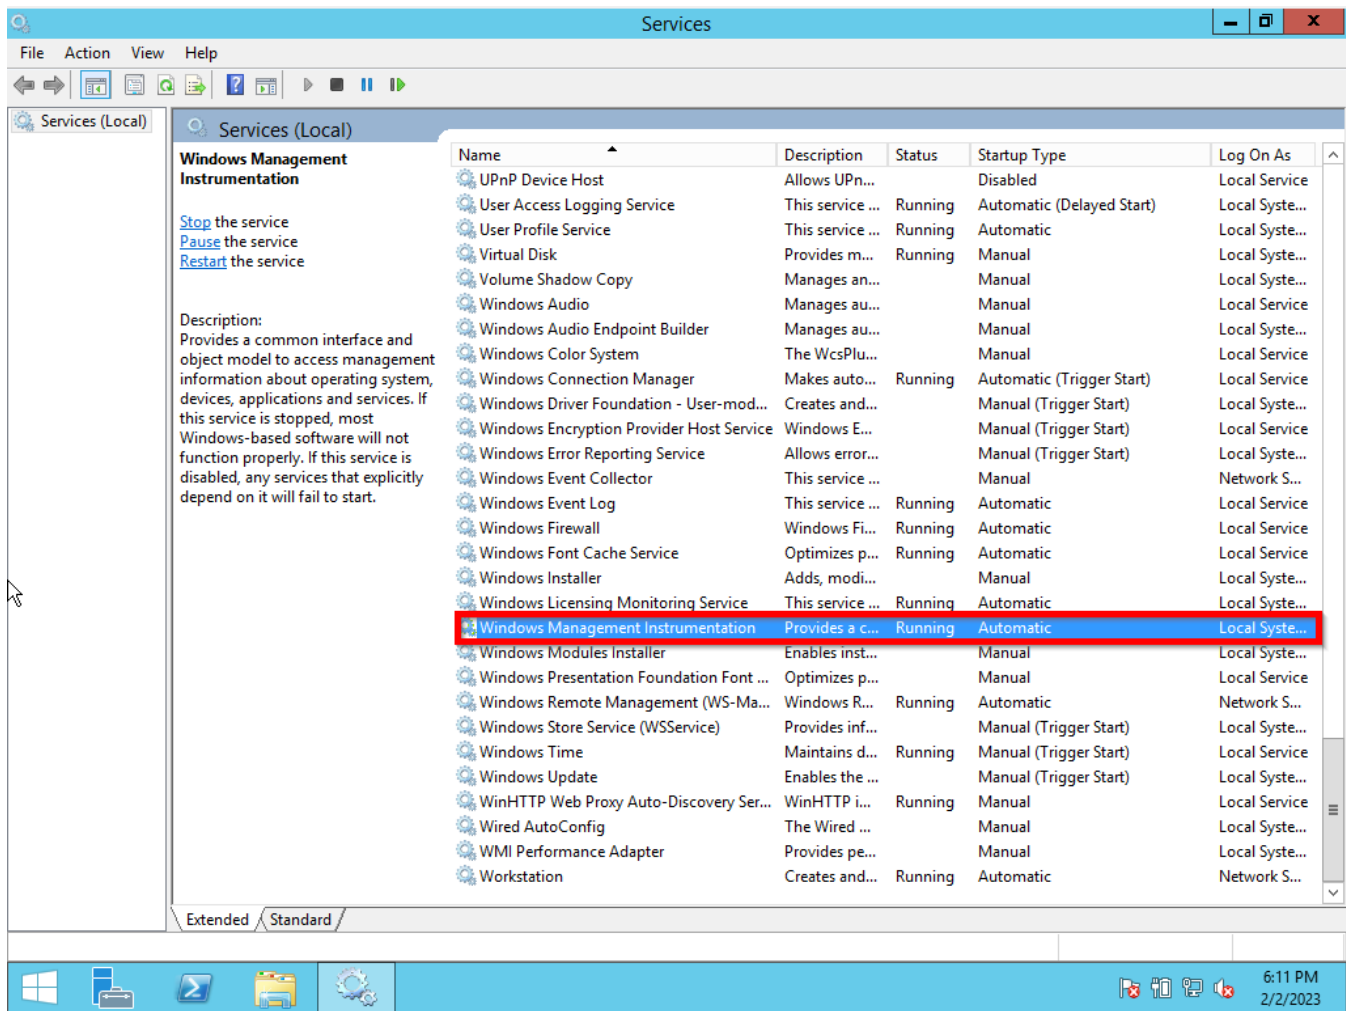 Services
File Action View Help
Services (Local)
Services (Local)
Windows Management
Instrumentation
Stop the service
Pause the service
Restart the service
Description:
Provides a common interface and
object model to access management
information about operating system,
devices, applications and services. If
this service is stopped, most
Windows-based software will not
function properly. If this service is
disabled, any services that explicitly
depend on it will fail to start.
Name Description Status Startup Type Log On As
UPnP Device Host Allows UPn... Disabled Local Service
User Access Logging Service This service ... Running Automatic (Delayed Start) Local Syste...
User Profile Service This service ... Running Automatic Local Syste...
Virtual Disk Provides m... Running Manual Local Syste...
Volume Shadow Copy Manages an... Manual Local Syste...
Windows Audio Manages au... Manual Local Service
Windows Audio Endpoint Builder Manages au... Manual Local Syste...
Windows Color System The WcsPlu... Manual Local Service
Windows Connection Manager Makes auto... Running Automatic (Trigger Start) Local Service
Windows Driver Foundation - User-mod... Creates and... Manual (Trigger Start) Local Syste...
Windows Encryption Provider Host Service Windows E... Manual (Trigger Start) Local Service
Windows Error Reporting Service Allows error... Manual (Trigger Start) Local Syste...
Windows Event Collector This service ... Manual Network S...
Windows Event Log This service ... Running Automatic Local Service
Windows Firewall Windows Fi... Running Automatic Local Service
Windows Font Cache Service Optimizes p... Running Automatic Local Service
Windows Installer Adds, modi... Manual Local Syste...
Windows Licensing Monitoring Service This service ... Running Automatic Local Syste...
Windows Management Instrumentation Provides a c... Running Automatic Local Syste...
Windows Modules Installer Enables inst... Manual Local Syste...
Windows Presentation Foundation Font ... Optimizes p... Manual Local Service
Windows Remote Management (WS-Ma... Windows R... Running Automatic Network S...
Windows Store Service (WSService) Provides inf... Manual (Trigger Start) Local Syste...
Windows Time Maintains d... Running Manual (Trigger Start) Local Service
Windows Update Enables the ... Manual (Trigger Start) Local Syste...
WinHTTP Web Proxy Auto-Discovery Ser... WinHTTP i... Running Manual Local Service
Wired AutoConfig The Wired ... Manual Local Syste...
WMI Performance Adapter Provides pe... Manual Local Syste...
Workstation Creates and... Running Automatic Network S...
Extended Standard
6:11 PM
2/2/2023